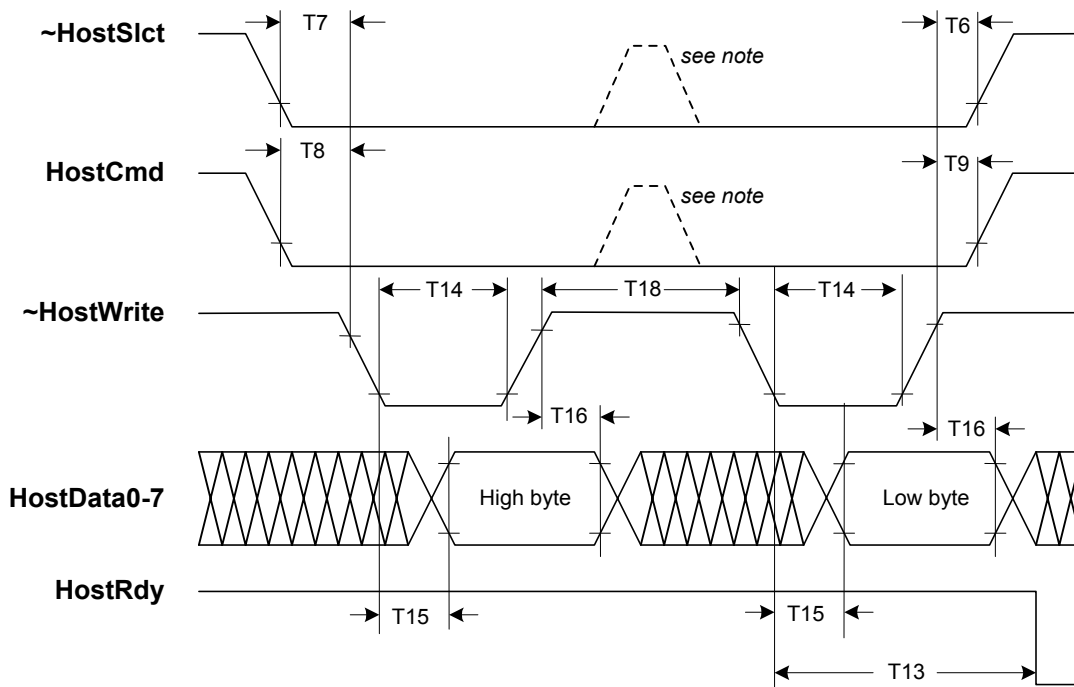 ~HostSlct
T7
see note
T6
HostCmd
T8
see note
T9
~HostWrite
T14
T18
T14
T16
T16
HostData0-7
High byte
Low byte
HostRdy
T15
T15
T13